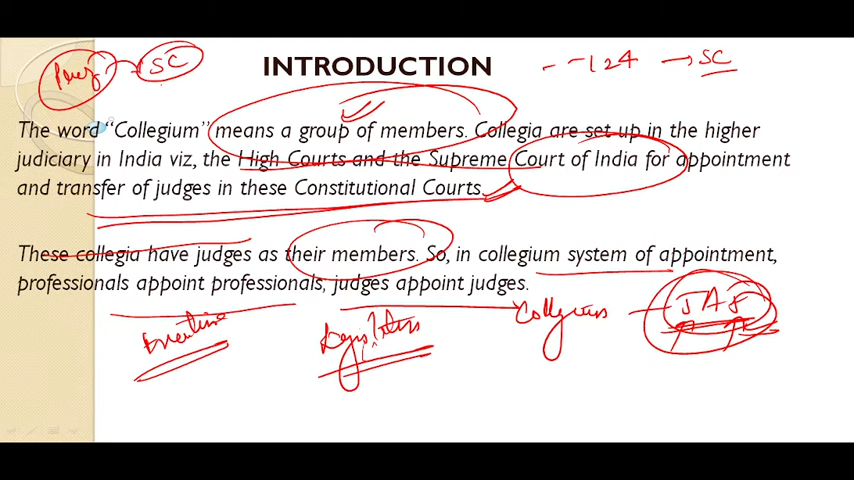 SC
INTRODUCTION
124 → SC
The word "Collegium" means a group of members. Collegia are set up in the higher
judiciary in India viz, the High Courts and the Supreme Court of India for appointment
and transfer of judges in these Constitutional Courts.
These collegia have judges as their members. So, in collegium system of appointment,
professionals appoint professionals, judges appoint judges.
Collegium
JAJ
Executive